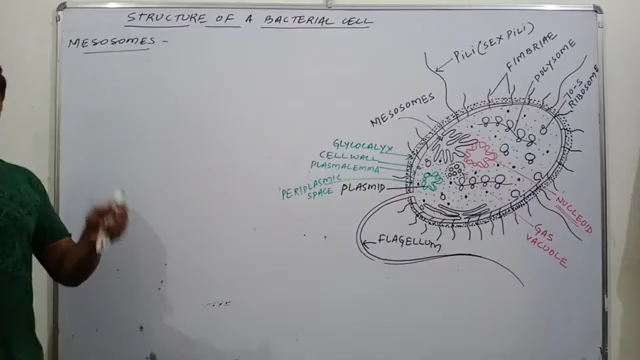 STRUCTURE OF A BACTERIAL CELL
MESOSOMES -
PILI (SEX PILI)
FIMBRIAE
POLYSOME
70-S
RIBOSOME
MESOSOMES
GLYCOCALYX
CELL WALL
PLASMALEMMA
PERIPLASMIC
SPACE
PLASMID
NUCLEOID
GAS
VACUOLE
FLAGELLUM